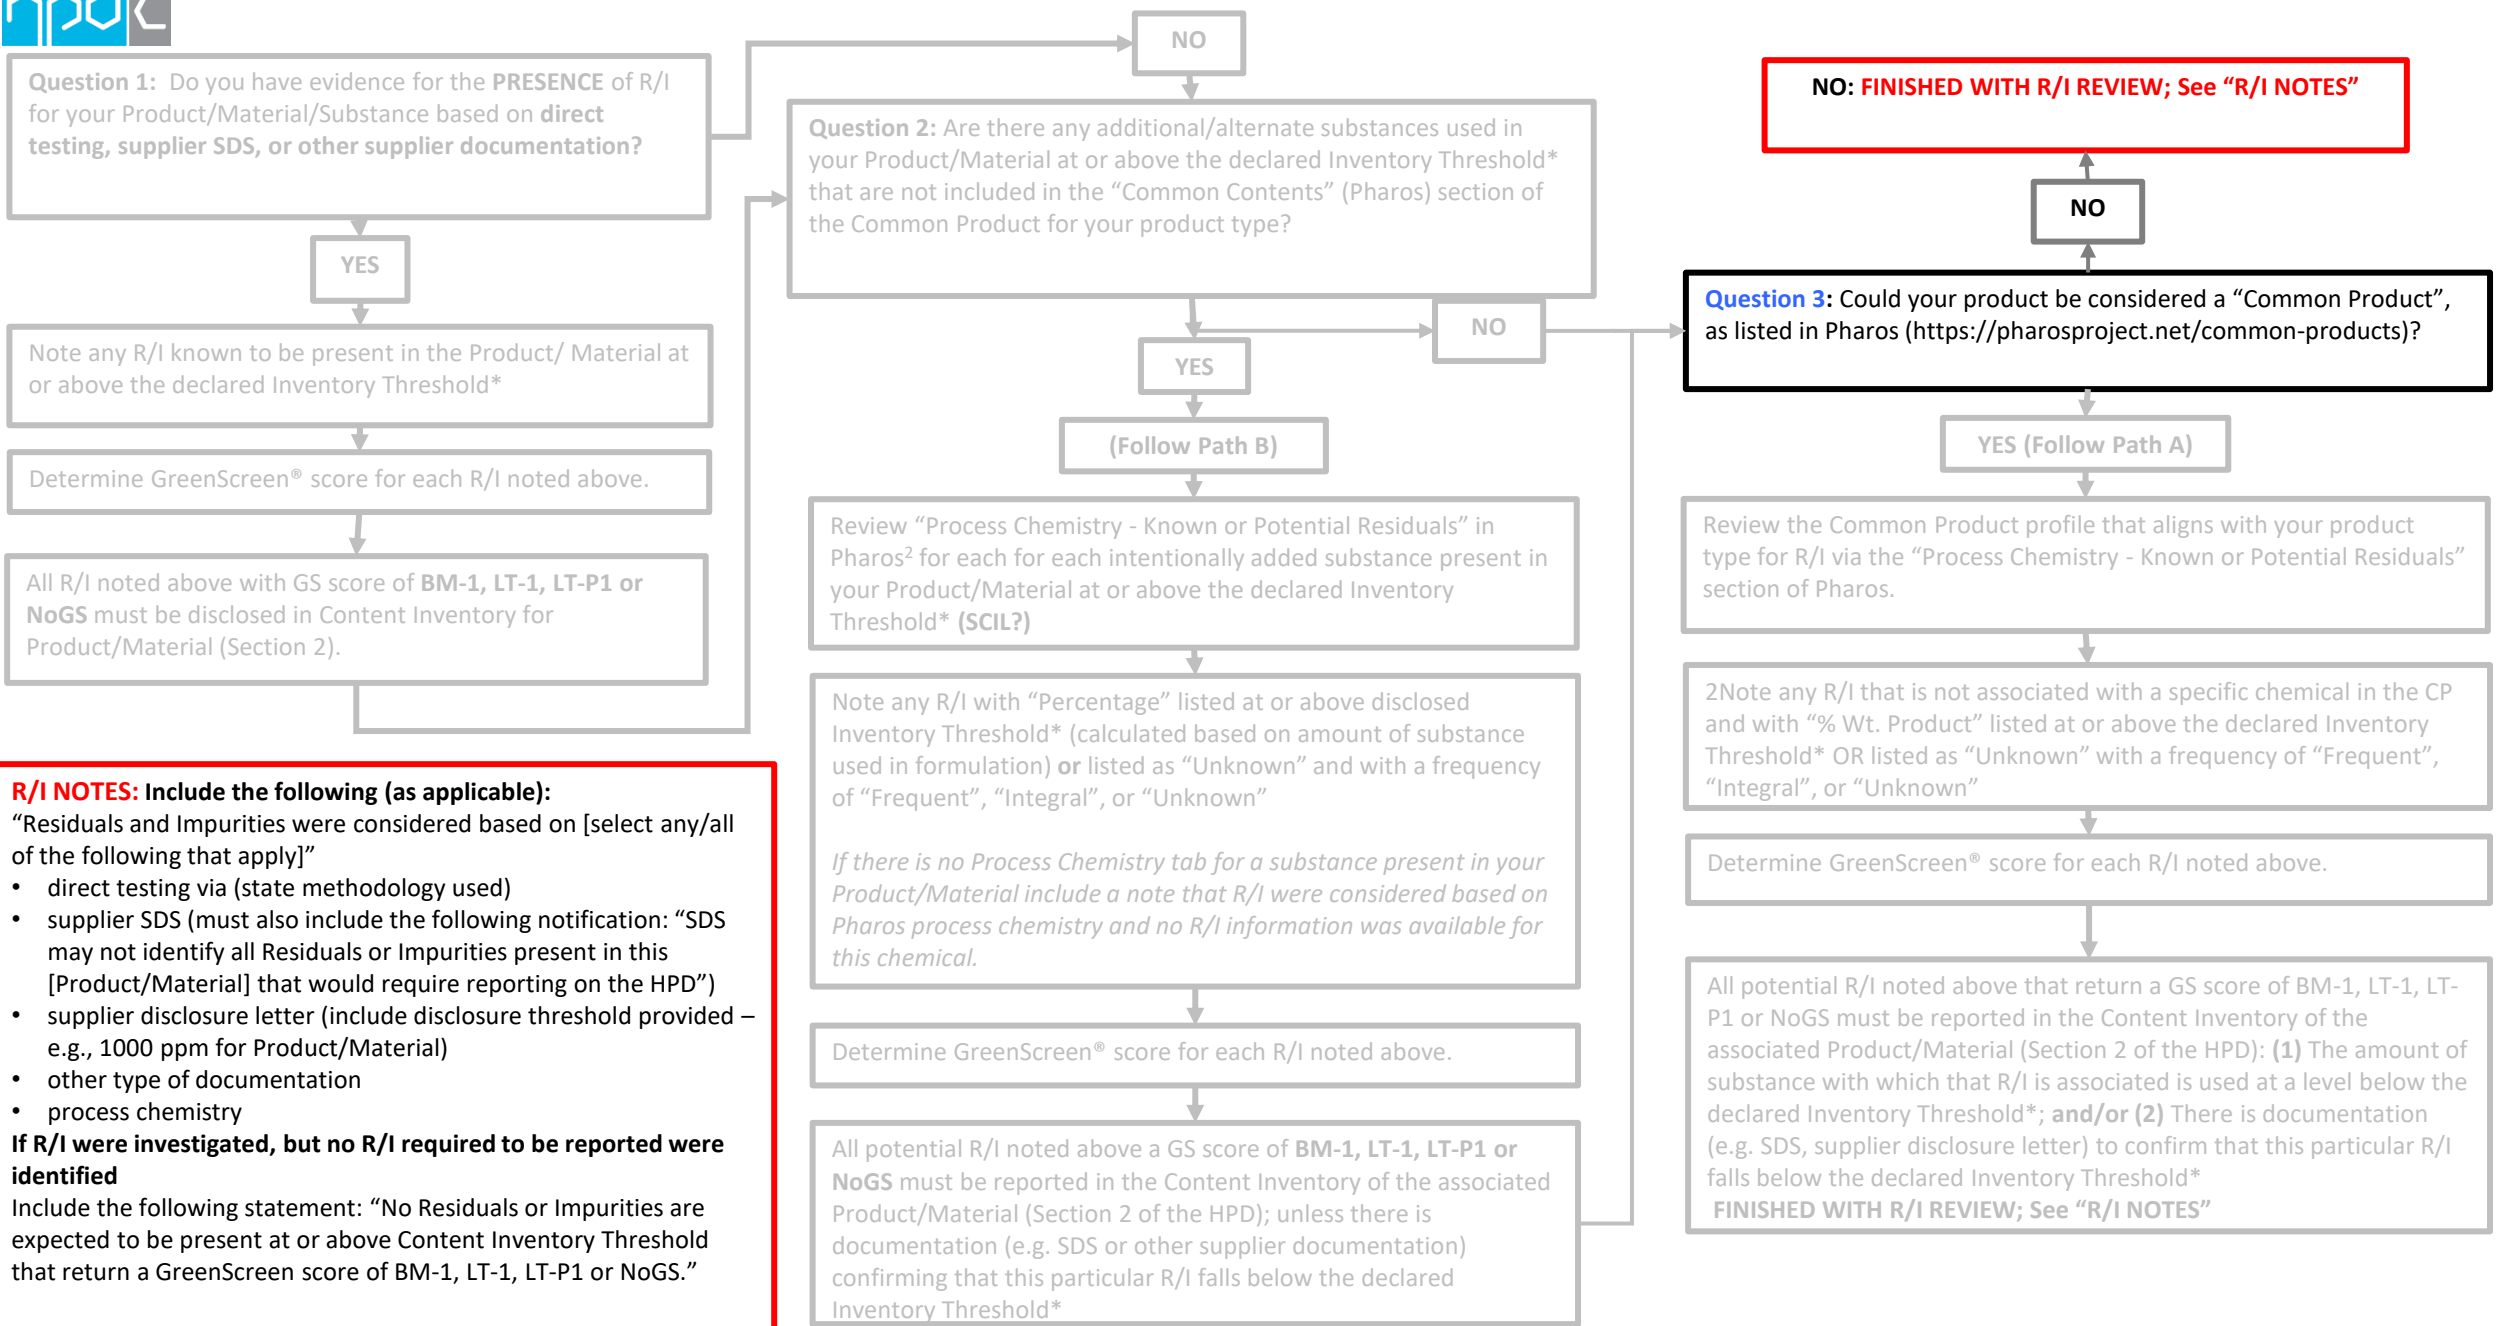 hpdc
Question 1: Do you have evidence for the PRESENCE of R/I
for your Product/Material/Substance based on direct
testing, supplier SDS, or other supplier documentation?
YES
Note any R/I known to be present in the Product/ Material at
or above the declared Inventory Threshold*
Determine GreenScreen® score for each R/I noted above.
All R/I noted above with GS score of BM-1, LT-1, LT-P1 or
NoGS must be disclosed in Content Inventory for
Product/Material (Section 2).
R/I NOTES: Include the following (as applicable):
“Residuals and Impurities were considered based on [select any/all
of the following that apply]”
• direct testing via (state methodology used)
• supplier SDS (must also include the following notification: “SDS
may not identify all Residuals or Impurities present in this
[Product/Material] that would require reporting on the HPD”)
• supplier disclosure letter (include disclosure threshold provided –
e.g., 1000 ppm for Product/Material)
• other type of documentation
• process chemistry
If R/I were investigated, but no R/I required to be reported were
identified
Include the following statement: “No Residuals or Impurities are
expected to be present at or above Content Inventory Threshold
that return a GreenScreen score of BM-1, LT-1, LT-P1 or NoGS.”
NO
Question 2: Are there any additional/alternate substances used in
your Product/Material at or above the declared Inventory Threshold*
that are not included in the “Common Contents” (Pharos) section of
the Common Product for your product type?
NO
YES
(Follow Path B)
Review “Process Chemistry - Known or Potential Residuals” in
Pharos2 for each for each intentionally added substance present in
your Product/Material at or above the declared Inventory
Threshold* (SCIL?)
Note any R/I with “Percentage” listed at or above disclosed
Inventory Threshold* (calculated based on amount of substance
used in formulation) or listed as “Unknown” and with a frequency
of “Frequent”, “Integral”, or “Unknown”
If there is no Process Chemistry tab for a substance present in your
Product/Material include a note that R/I were considered based on
Pharos process chemistry and no R/I information was available for
this chemical.
Determine GreenScreen® score for each R/I noted above.
All potential R/I noted above a GS score of BM-1, LT-1, LT-P1 or
NoGS must be reported in the Content Inventory of the associated
Product/Material (Section 2 of the HPD); unless there is
documentation (e.g. SDS or other supplier documentation)
confirming that this particular R/I falls below the declared
Inventory Threshold*
NO: FINISHED WITH R/I REVIEW; See “R/I NOTES”
NO
Question 3: Could your product be considered a “Common Product”,
as listed in Pharos (https://pharosproject.net/common-products)?
YES (Follow Path A)
Review the Common Product profile that aligns with your product
type for R/I via the “Process Chemistry - Known or Potential Residuals”
section of Pharos.
2Note any R/I that is not associated with a specific chemical in the CP
and with “% Wt. Product” listed at or above the declared Inventory
Threshold* OR listed as “Unknown” with a frequency of “Frequent”,
“Integral”, or “Unknown”
Determine GreenScreen® score for each R/I noted above.
All potential R/I noted above that return a GS score of BM-1, LT-1, LT-
P1 or NoGS must be reported in the Content Inventory of the
associated Product/Material (Section 2 of the HPD): (1) The amount of
substance with which that R/I is associated is used at a level below the
declared Inventory Threshold*; and/or (2) There is documentation
(e.g. SDS, supplier disclosure letter) to confirm that this particular R/I
falls below the declared Inventory Threshold*
FINISHED WITH R/I REVIEW; See “R/I NOTES”